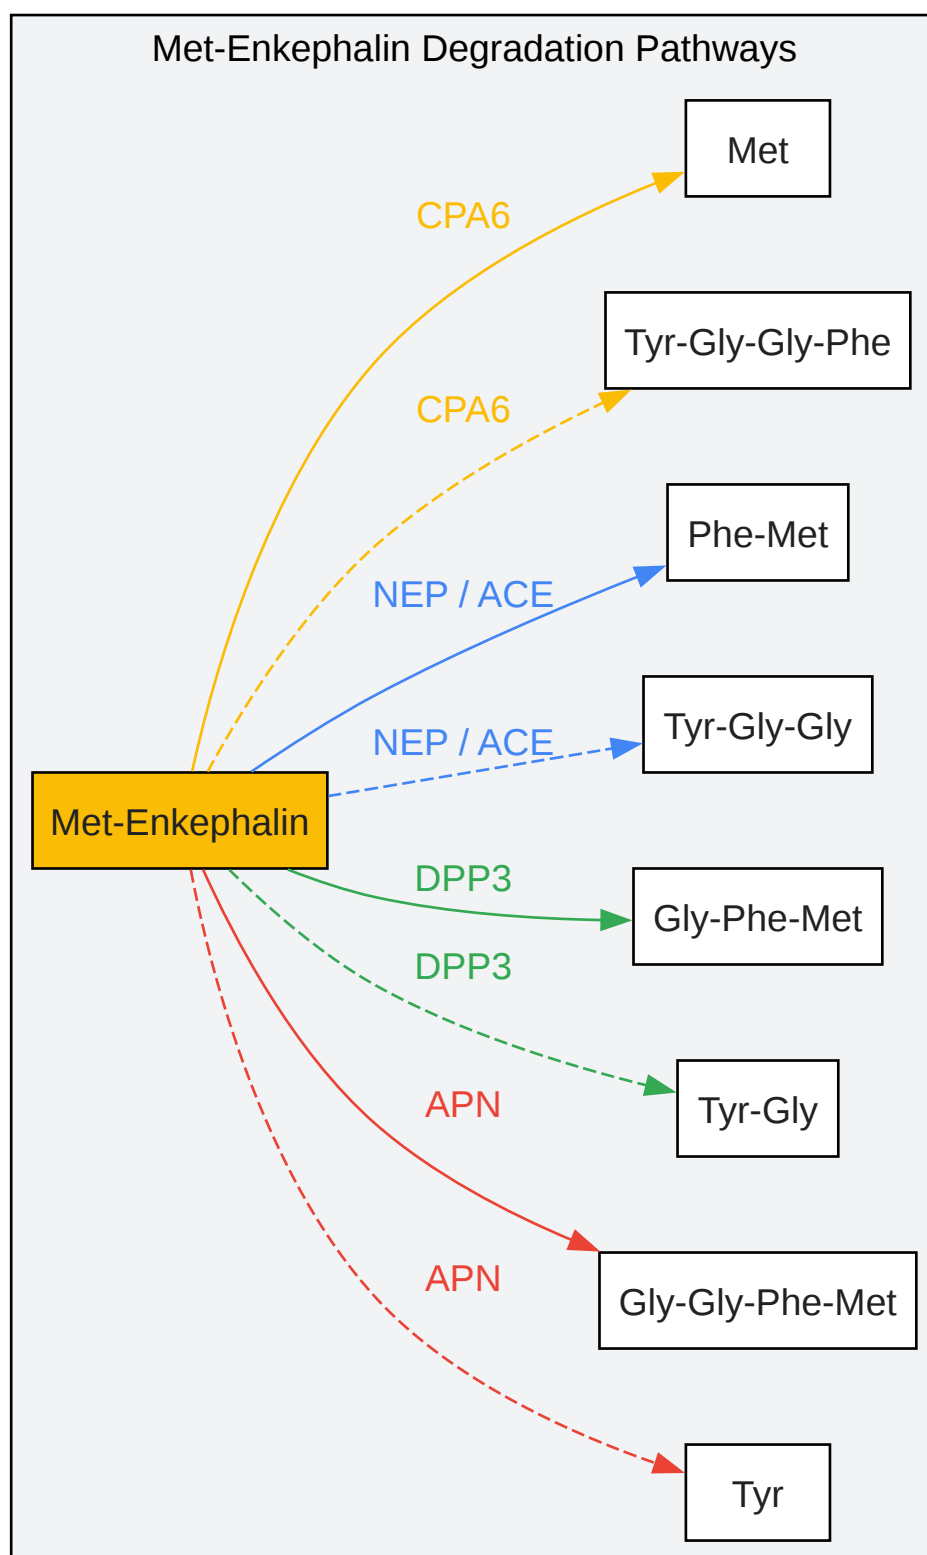 Met-Enkephalin Degradation Pathways
Met
CPA6
Tyr-Gly-Gly-Phe
CPA6
Phe-Met
NEP / ACE
Tyr-Gly-Gly
NEP / ACE
Met-Enkephalin
DPP3
Gly-Phe-Met
DPP3
Tyr-Gly
APN
Gly-Gly-Phe-Met
APN
Tyr